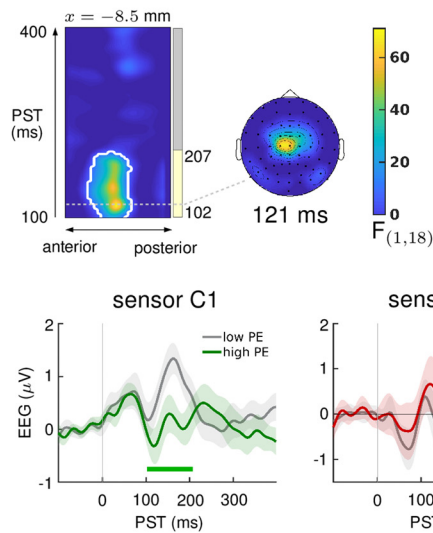 x = −8.5 mm
400
PST
(ms)
100
207
102
anterior
posterior
121 ms
60
40
20
0
F(1,18)
sensor C1
low PE
high PE
EEG (μV)
2
1
0
-1
0
100
200
300
PST (ms)
sens
2
1
0
-1
0
100
PST